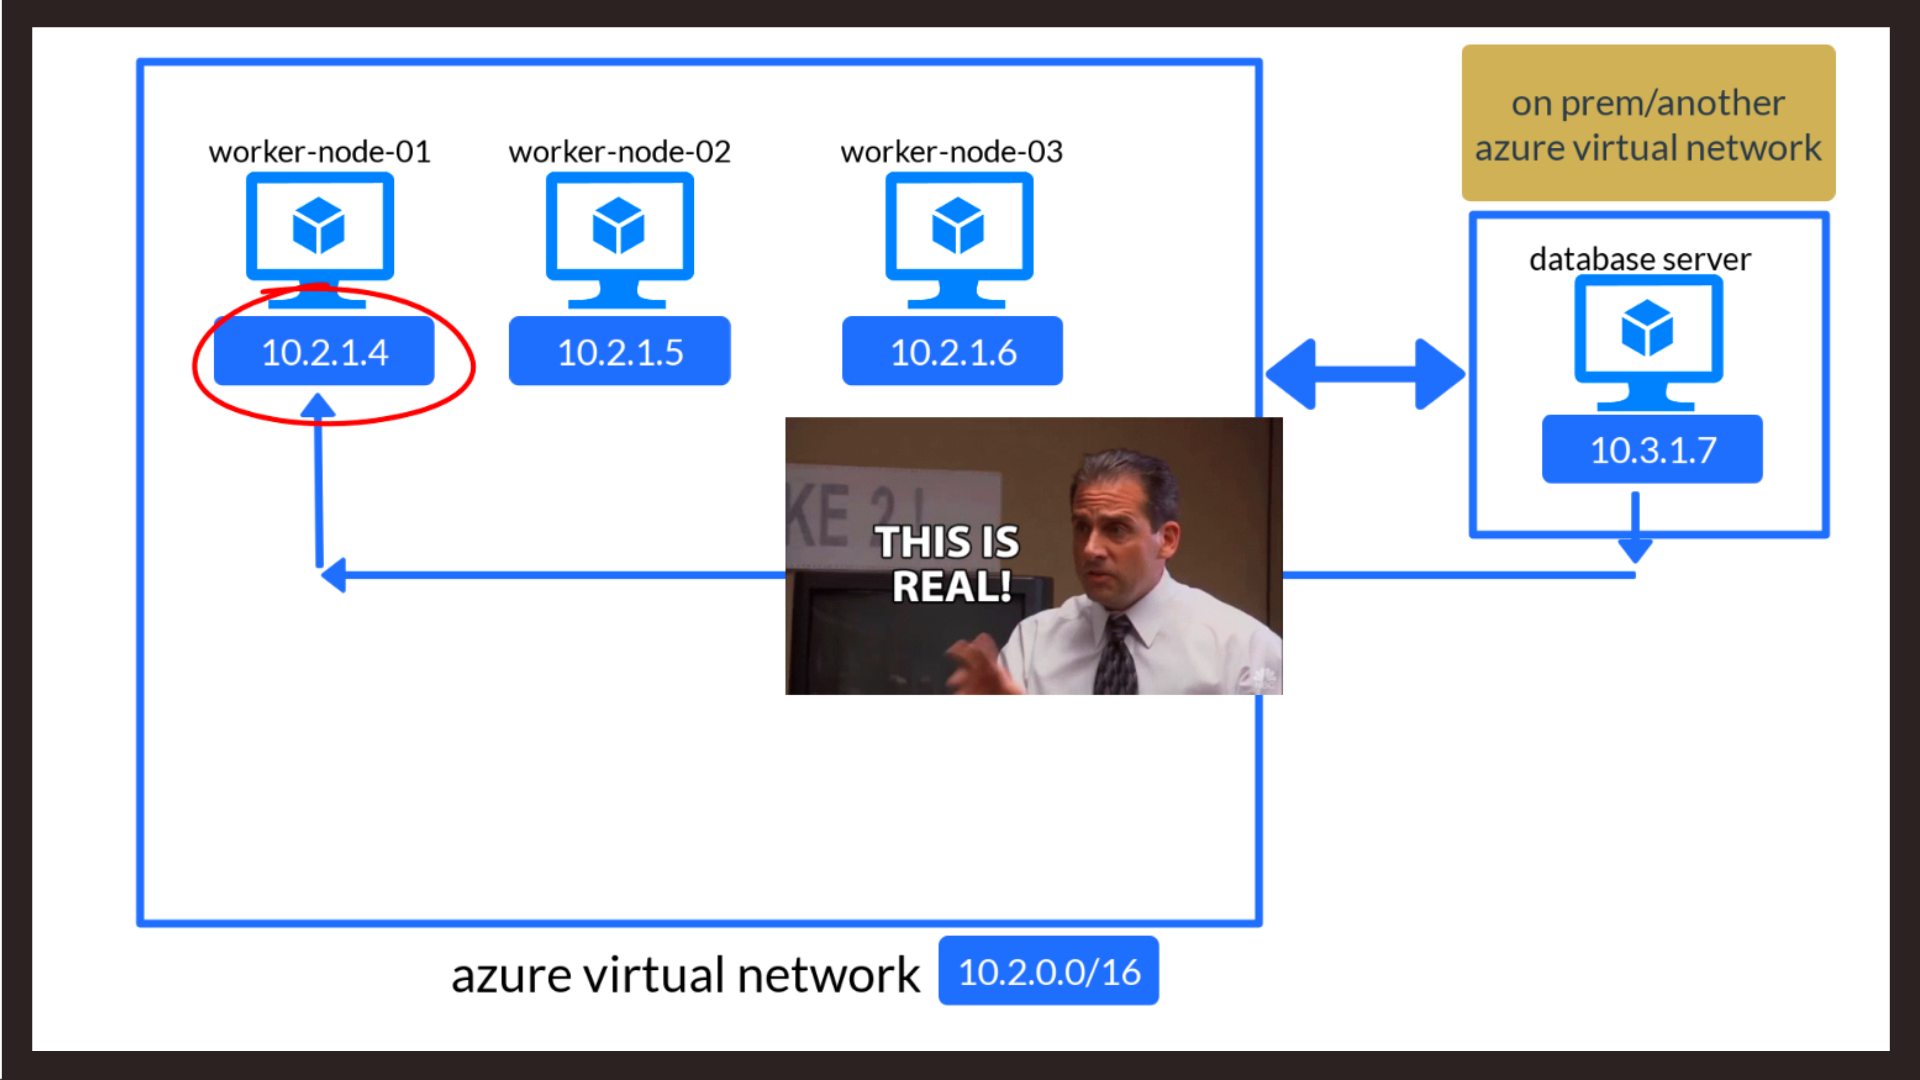 on prem/another
azure virtual network
worker-node-01
worker-node-02
worker-node-03
database server
10.2.1.4
10.2.1.5
10.2.1.6
10.3.1.7
KE 2!
THIS IS
REAL!
azure virtual network
10.2.0.0/16